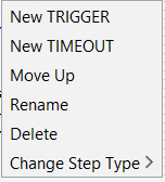 New TRIGGER
New TIMEOUT
Move Up
Rename
Delete
Change Step Type >